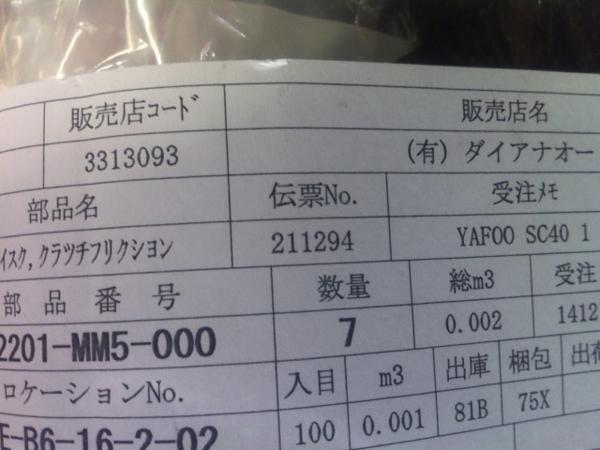 販売店コード 販売店名
3313093 (有) ダイアナオー
部品名 伝票No. 受注メモ
イスク,クラツチフリクション 211294 YAFOO SC40 1
部品番号 数量 総m3 受注
2201-MM5-000 7 0.002 1412
ロケーションNo. 入目 m3 出庫 梱包 出荷
E-B6-16-2-02 100 0.001 81B 75X